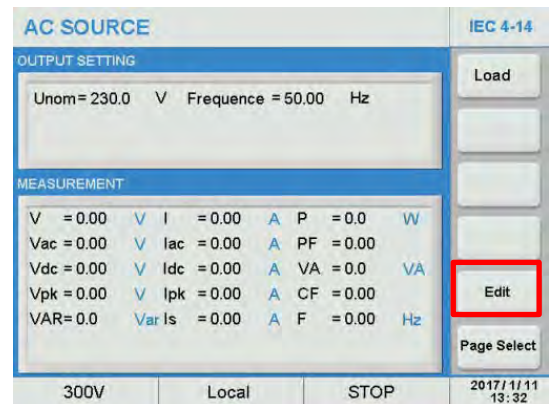 AC SOURCE
IEC 4-14
OUTPUT SETTING
Unom = 230.0 V Frequence = 50.00 Hz
Load
MEASUREMENT
V = 0.00 V I = 0.00 A P = 0.0 W
Vac = 0.00 V Iac = 0.00 A PF = 0.00
Vdc = 0.00 V Idc = 0.00 A VA = 0.0 VA
Vpk = 0.00 V Ipk = 0.00 A CF = 0.00
VAR= 0.0 Var Is = 0.00 A F = 0.00 Hz
Edit
Page Select
300V Local STOP
2017/1/11
13:32